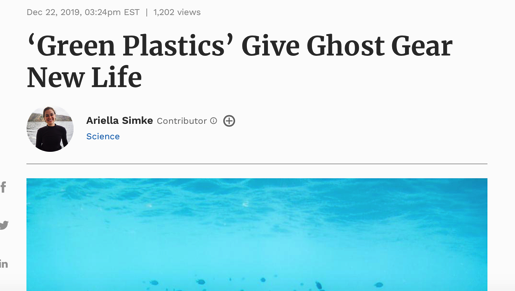 Dec 22, 2019, 03:24pm EST | 1,202 views
‘Green Plastics’ Give Ghost Gear
New Life
Ariella Simke Contributor
Science